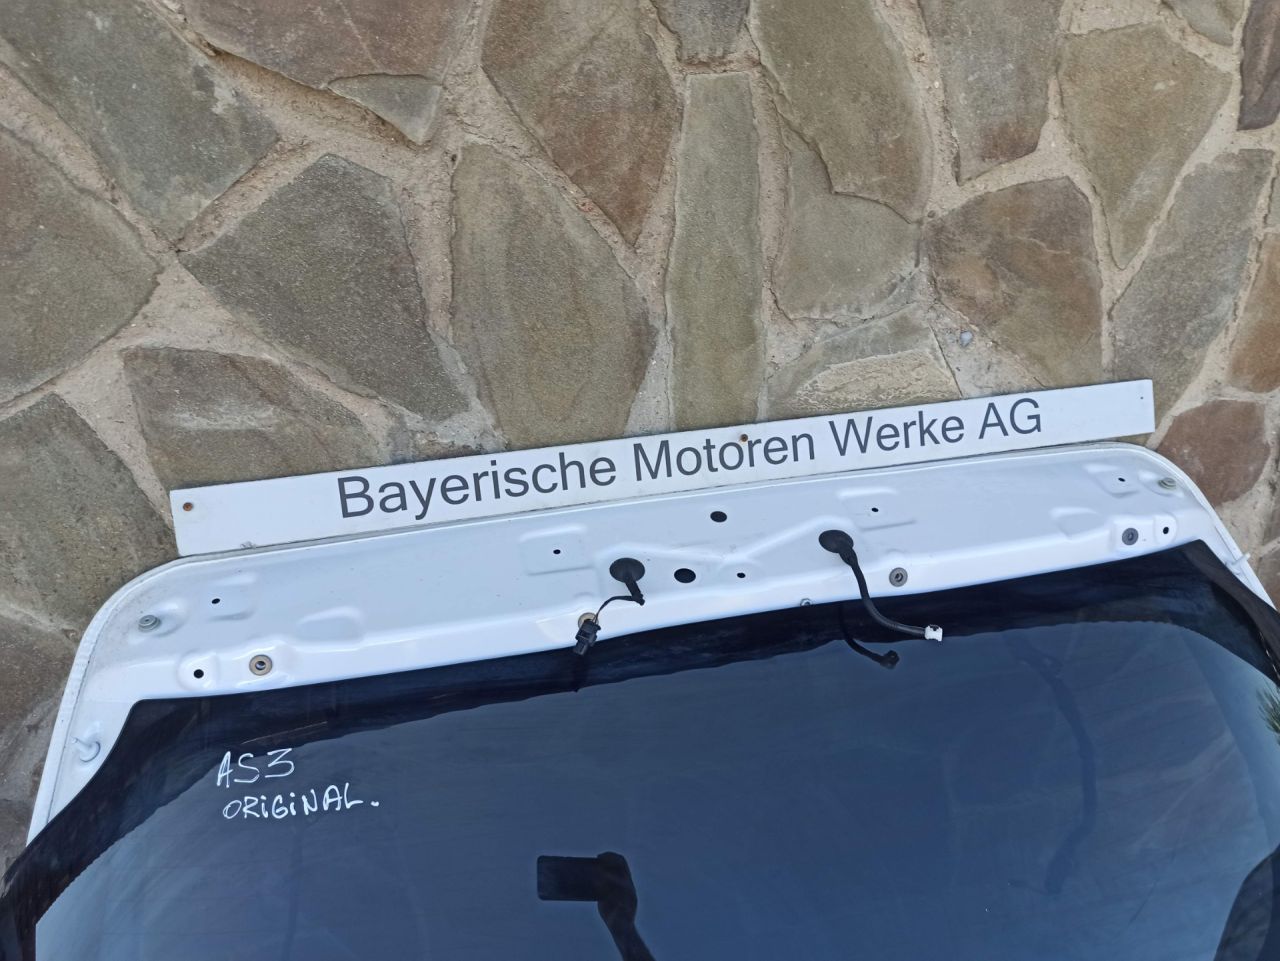 Bayerische Motoren Werke AG
AS3
ORiGiNAL.